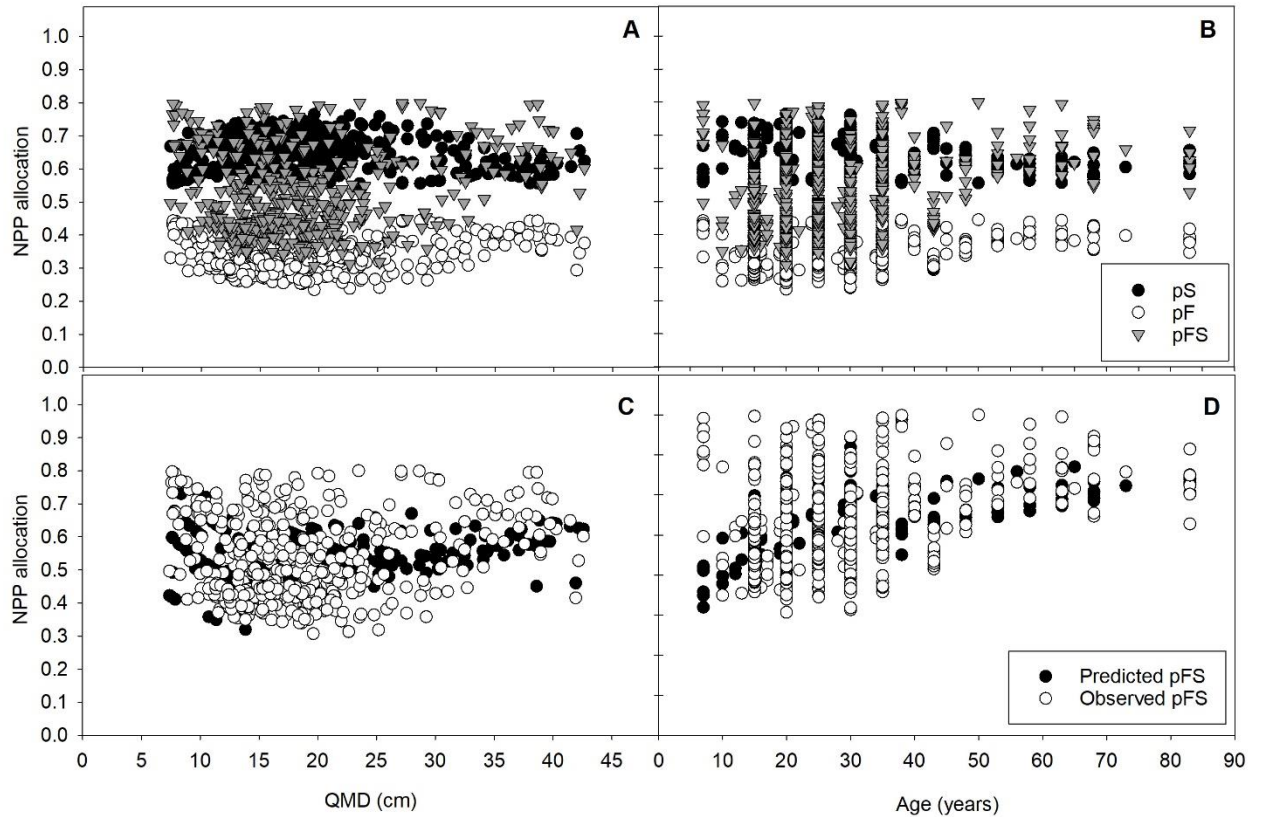 A
1.0
0.9
0.8
0.7
0.6
0.5
0.4
0.3
0.2
0.1
0.0
NPP allocation
B
pS
pF
pFS
C
1.0
0.9
0.8
0.7
0.6
0.5
0.4
0.3
0.2
0.1
0.0
NPP allocation
0 5 10 15 20 25 30 35 40 45
QMD (cm)
D
Predicted pFS
Observed pFS
0 10 20 30 40 50 60 70 80 90
Age (years)